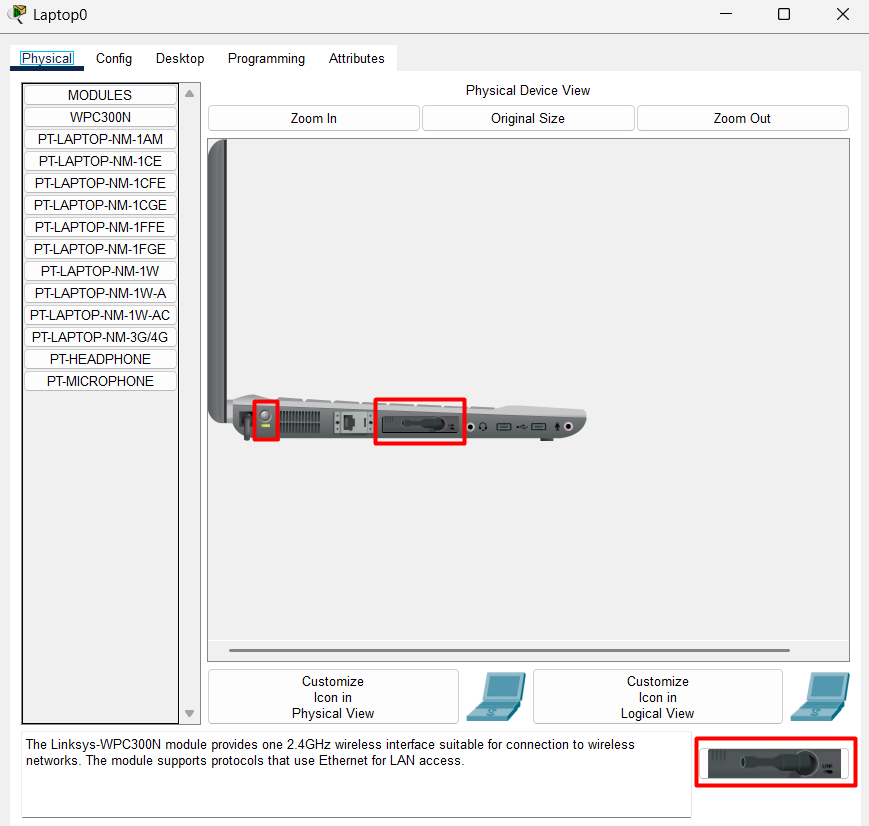 Laptop0
Physical
Config
Desktop
Programming
Attributes
MODULES
WPC300N
PT-LAPTOP-NM-1AM
PT-LAPTOP-NM-1CE
PT-LAPTOP-NM-1CFE
PT-LAPTOP-NM-1CGE
PT-LAPTOP-NM-1FFE
PT-LAPTOP-NM-1FGE
PT-LAPTOP-NM-1W
PT-LAPTOP-NM-1W-A
PT-LAPTOP-NM-1W-AC
PT-LAPTOP-NM-3G/4G
PT-HEADPHONE
PT-MICROPHONE
Physical Device View
Zoom In
Original Size
Zoom Out
Customize
Icon in
Physical View
Customize
Icon in
Logical View
The Linksys-WPC300N module provides one 2.4GHz wireless interface suitable for connection to wireless
networks. The module supports protocols that use Ethernet for LAN access.